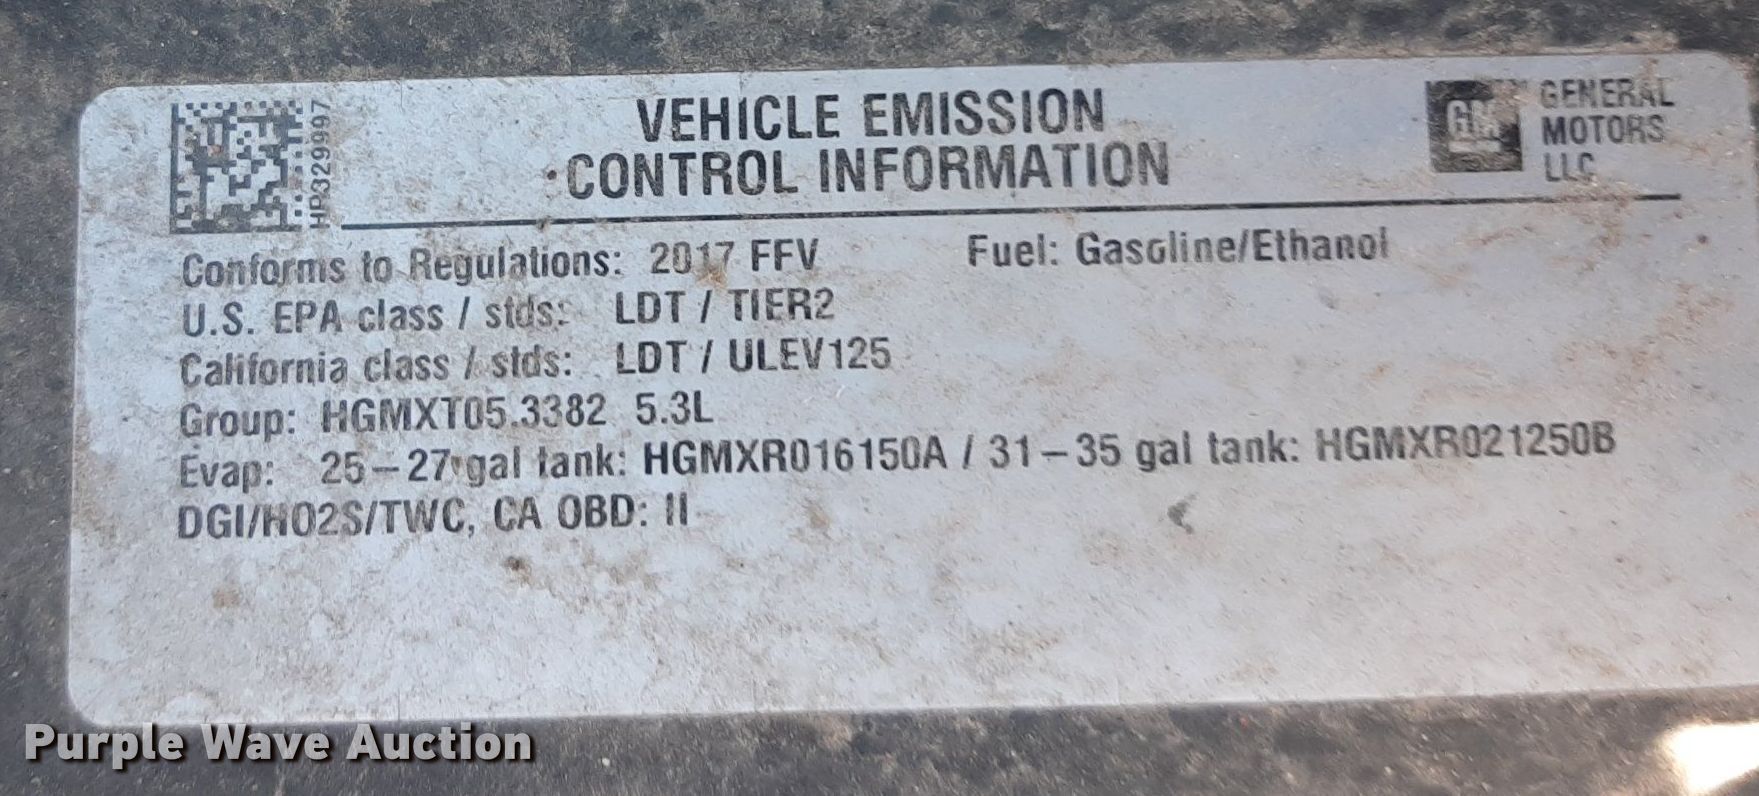 HP329997
VEHICLE EMISSION
CONTROL INFORMATION
GM
GENERAL
MOTORS
LLC
Conforms to Regulations: 2017 FFV Fuel: Gasoline/Ethanol
U.S. EPA class / stds: LDT / TIER2
California class / stds: LDT / ULEV125
Group: HGMXT05.3382 5.3L
Evap: 25-27 gal tank: HGMXR016150A / 31-35 gal tank: HGMXR021250B
DGI/HO2S/TWC, CA OBD: II
Purple Wave Auction